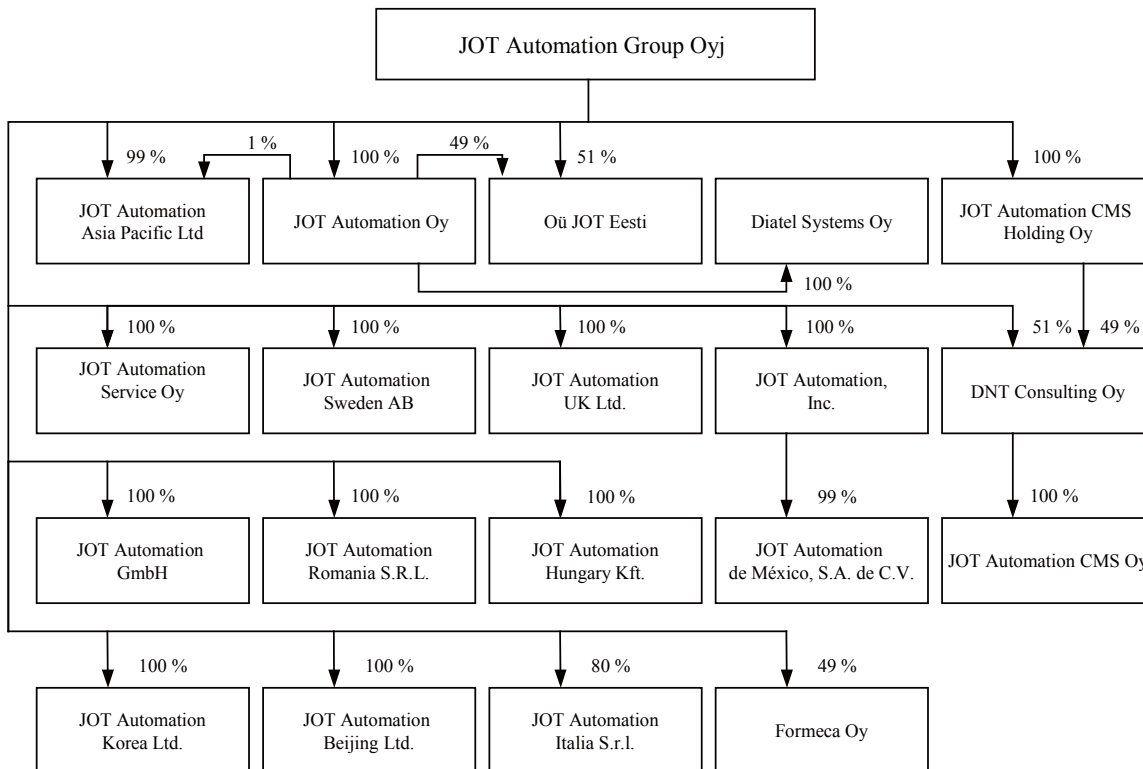 JOT Automation Group Oyj
99 %
1 %
100 %
49 %
51 %
100 %
JOT Automation
Asia Pacific Ltd
JOT Automation Oy
Oü JOT Eesti
Diatel Systems Oy
JOT Automation CMS
Holding Oy
100 %
100 %
100 %
100 %
100 %
51 %
49 %
JOT Automation
Service Oy
JOT Automation
Sweden AB
JOT Automation
UK Ltd.
JOT Automation,
Inc.
DNT Consulting Oy
100 %
100 %
100 %
99 %
100 %
JOT Automation
GmbH
JOT Automation
Romania S.R.L.
JOT Automation
Hungary Kft.
JOT Automation
de México, S.A. de C.V.
JOT Automation CMS Oy
100 %
100 %
80 %
49 %
JOT Automation
Korea Ltd.
JOT Automation
Beijing Ltd.
JOT Automation
Italia S.r.l.
Formeca Oy